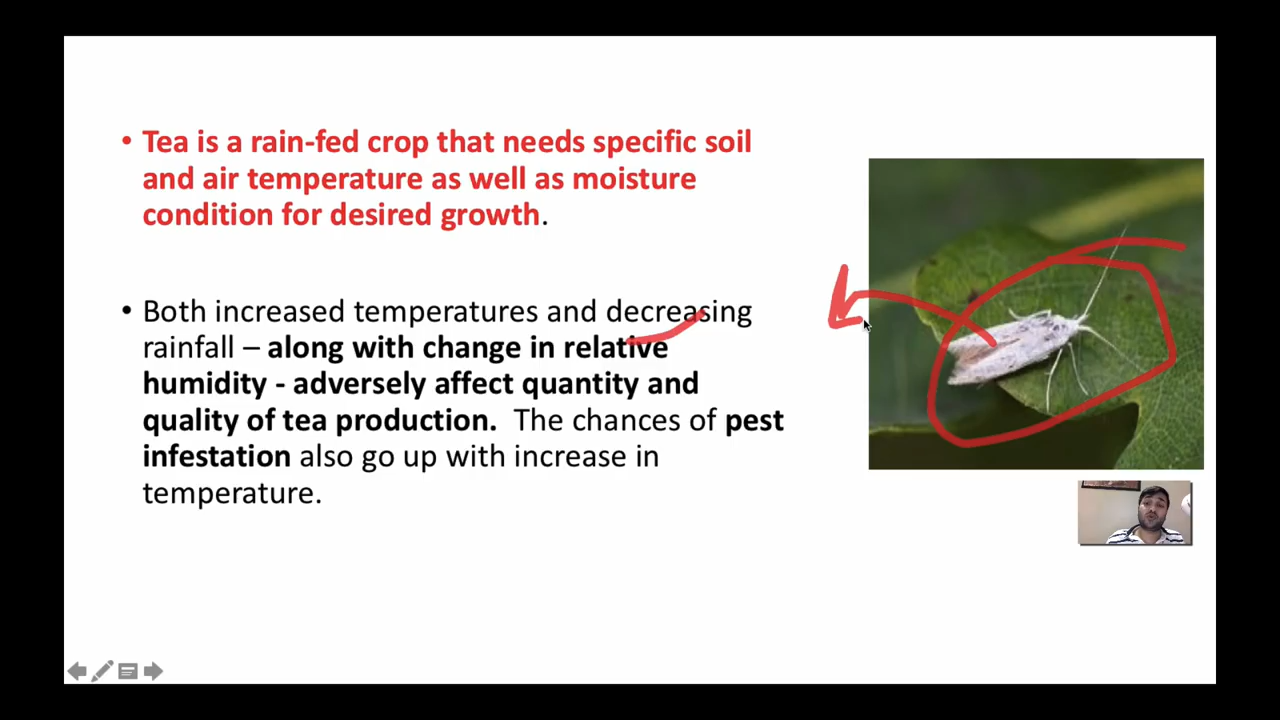 • Tea is a rain-fed crop that needs specific soil
and air temperature as well as moisture
condition for desired growth.
• Both increased temperatures and decreasing
rainfall – along with change in relative
humidity - adversely affect quantity and
quality of tea production. The chances of pest
infestation also go up with increase in
temperature.